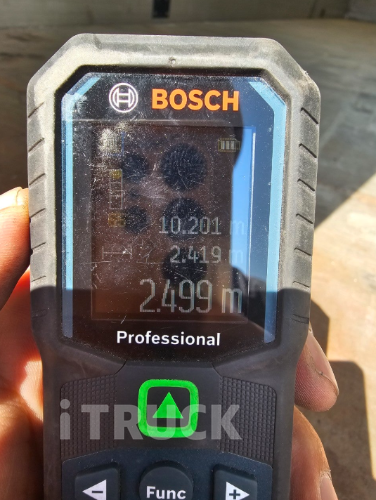 BOSCH
10.201 m
2.419 m
2.499 m
Professional
iTRUCK
− Func +